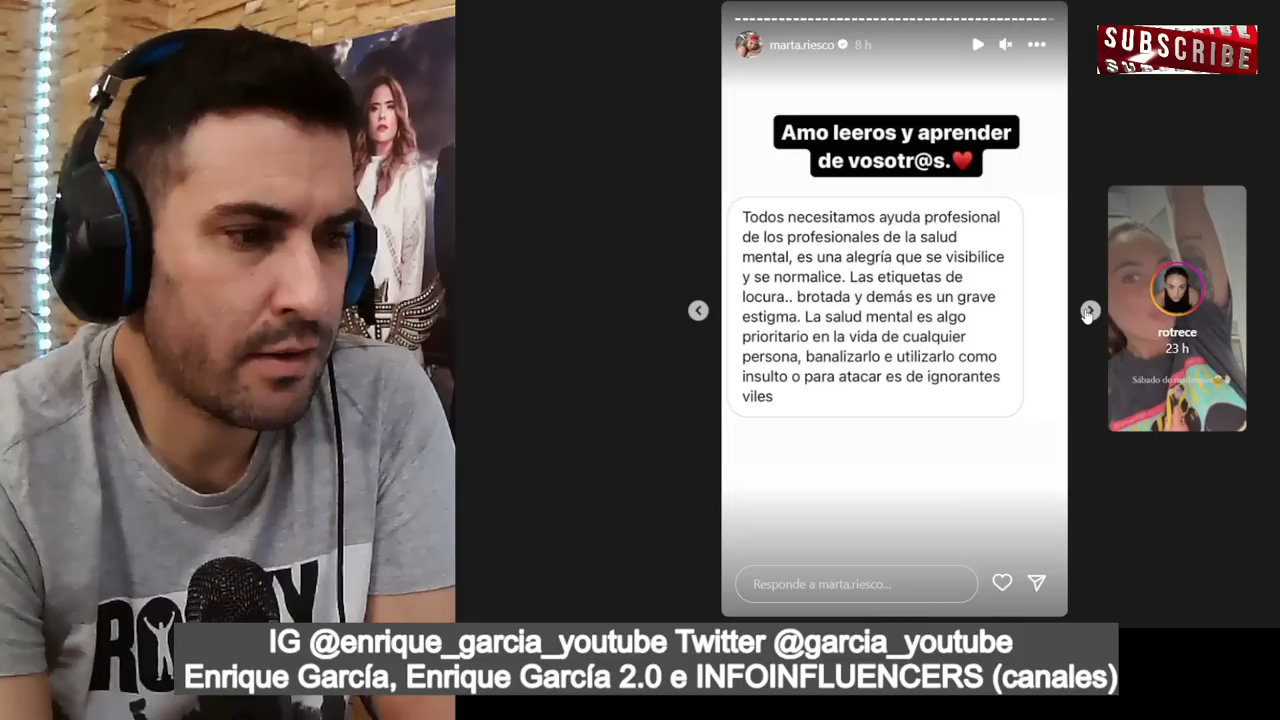 SUBSCRIBE
marta.riesco 8 h
Amo leeros y aprender
de vosotr@s.❤️
Todos necesitamos ayuda profesional
de los profesionales de la salud
mental, es una alegría que se visibilice
y se normalice. Las etiquetas de
locura.. brotada y demás es un grave
estigma. La salud mental es algo
prioritario en la vida de cualquier
persona, banalizarlo e utilizarlo como
insulto o para atacar es de ignorantes
viles
rotrece
23 h
Sábado de
Responde a marta.riesco...
IG @enrique_garcia_youtube Twitter @garcia_youtube
Enrique García, Enrique García 2.0 e INFOINFLUENCERS (canales)